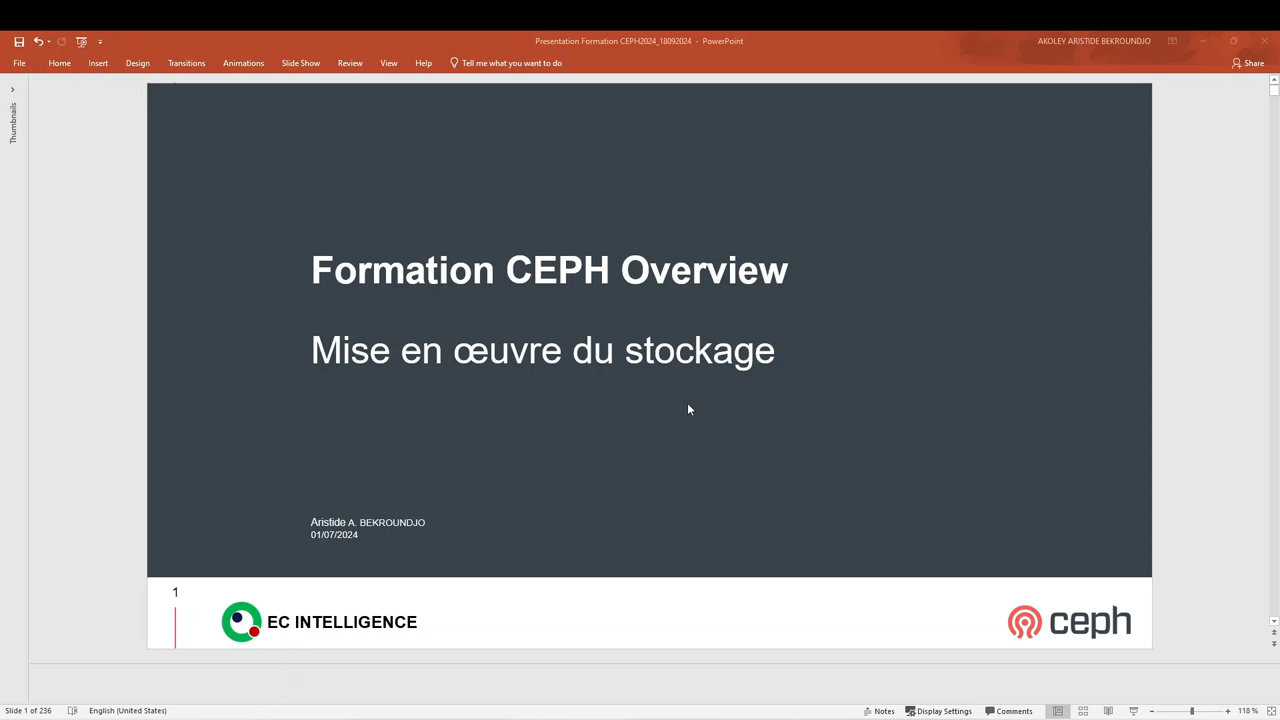 Presentation Formation CEPH2024_18092024 - PowerPoint
AKOLEY ARISTIDE BEKROUNDJO
File Home Insert Design Transitions Animations Slide Show Review View Help Tell me what you want to do
Share
Thumbnails
Formation CEPH Overview
Mise en œuvre du stockage
Aristide A. BEKROUNDJO
01/07/2024
1
EC INTELLIGENCE
ceph
Slide 1 of 236 English (United States) Notes Display Settings Comments 118 %